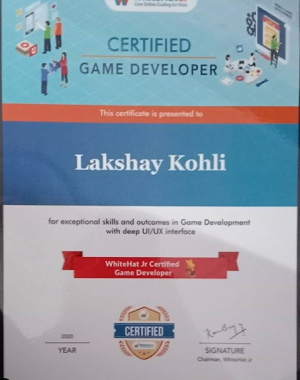 Live Online Coding for Kids
CERTIFIED
GAME DEVELOPER
This certificate is presented to
Lakshay Kohli
for exceptional skills and outcomes in Game Development
with deep UI/UX interface
WhiteHat Jr Certified
Game Developer
CERTIFIED
2020
YEAR
SIGNATURE
Chairman, WhiteHat Jr